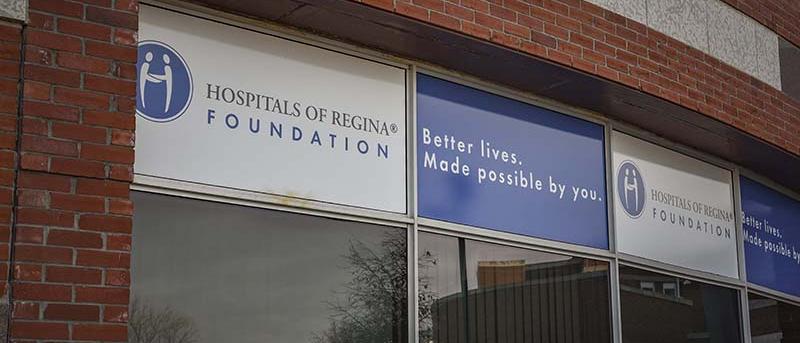 HOSPITALS OF REGINA®
FOUNDATION
Better lives.
Made possible by you.
HOSPITALS OF REGINA®
FOUNDATION
Better lives.
Made possible by